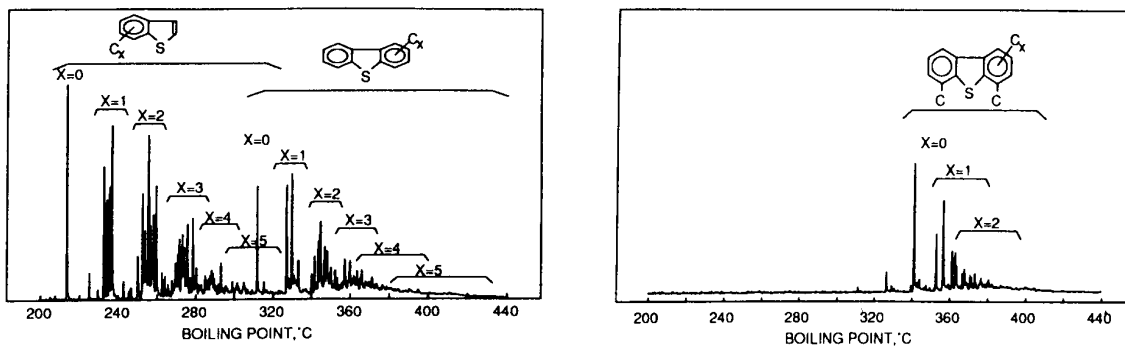 Cx
S
Cx
S
X=0
X=1
X=2
X=3
X=4
X=5
X=0
X=1
X=2
X=3
X=4
X=5
200 240 280 320 360 400 440
BOILING POINT,°C
Cx
S
C C
X=0
X=1
X=2
200 240 280 320 360 400 440
BOILING POINT,°C